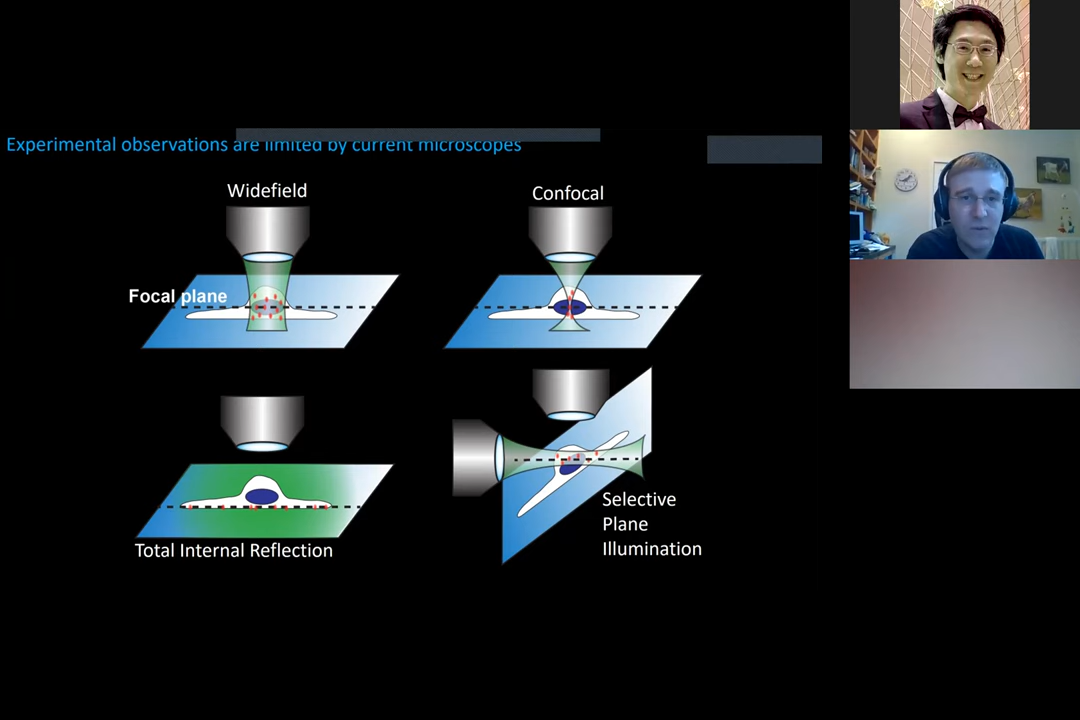 Experimental observations are limited by current microscopes
Widefield
Confocal
Focal plane
Total Internal Reflection
Selective
Plane
Illumination